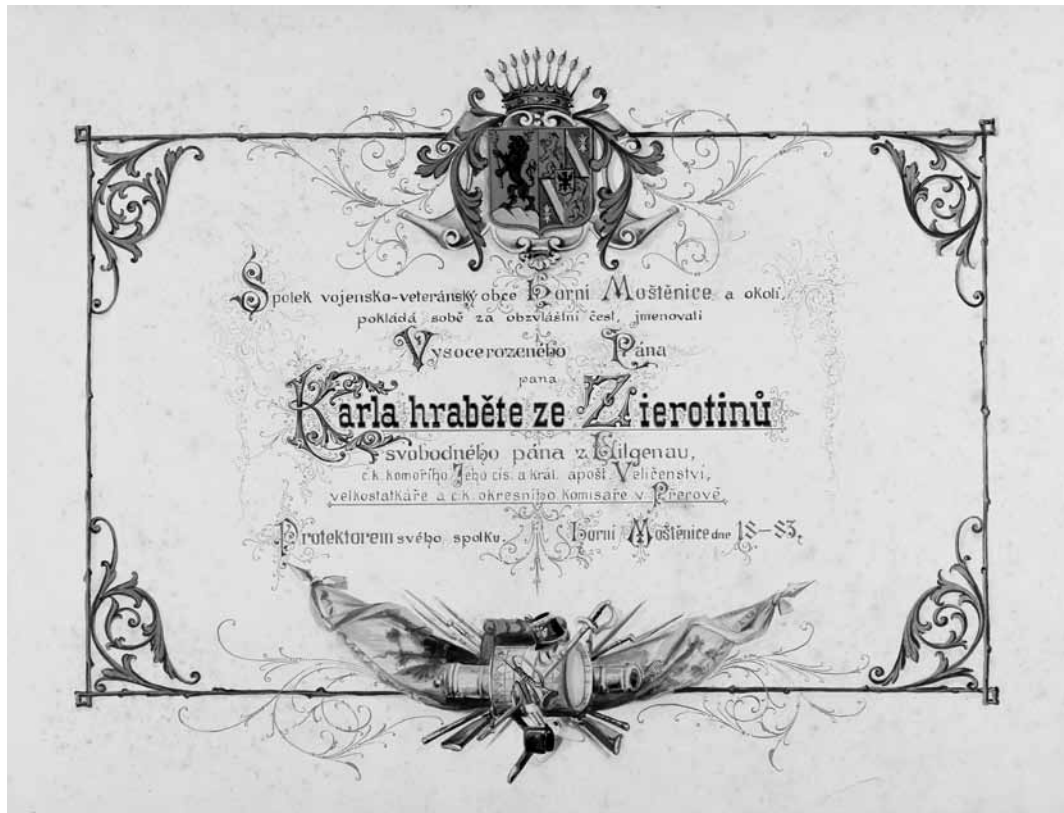 Spolek vojensko-veteránský obce Horní Moštěnice a okolí,
pokládá sobě za obzvláštní čest, jmenovati
Vysocerozeného Pána
pana
Karla hraběte ze Zierotinů
svobodného pána z Lilgenau,
c.k. komořího Jeho cís. a král. apošt. Veličenství,
velkostatkáře a c.k. okresního komisaře v Přerově,
Protektorem svého spolku. Horní Moštěnice dne 18-83.